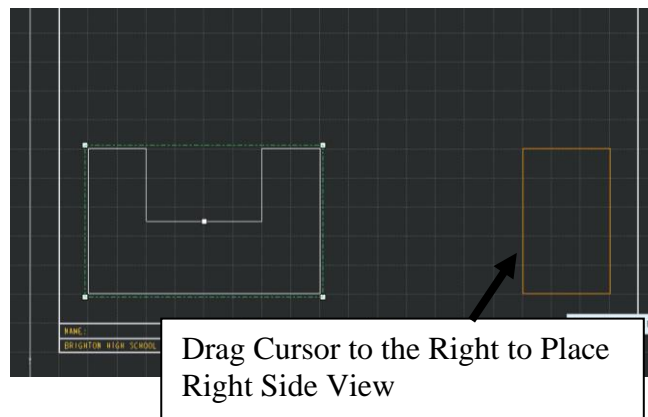 NAME:
BRIGHTON HIGH SCHOOL
Drag Cursor to the Right to Place
Right Side View